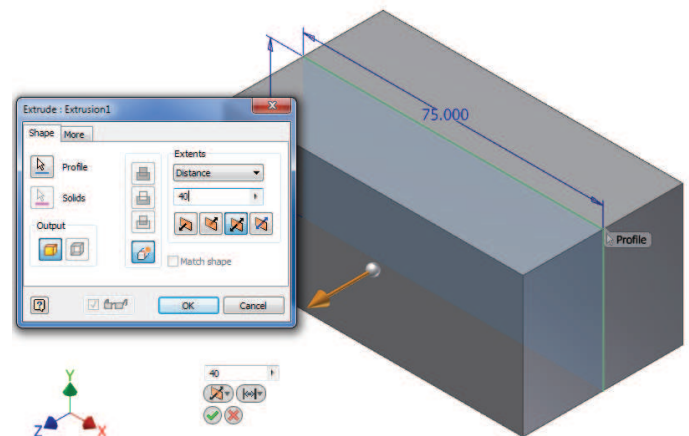 Extrude : Extrusion1
Shape More
Profile
Solids
Output
Extents
Distance
40
Match shape
OK
Cancel
75.000
Profile
40
Y
Z
X